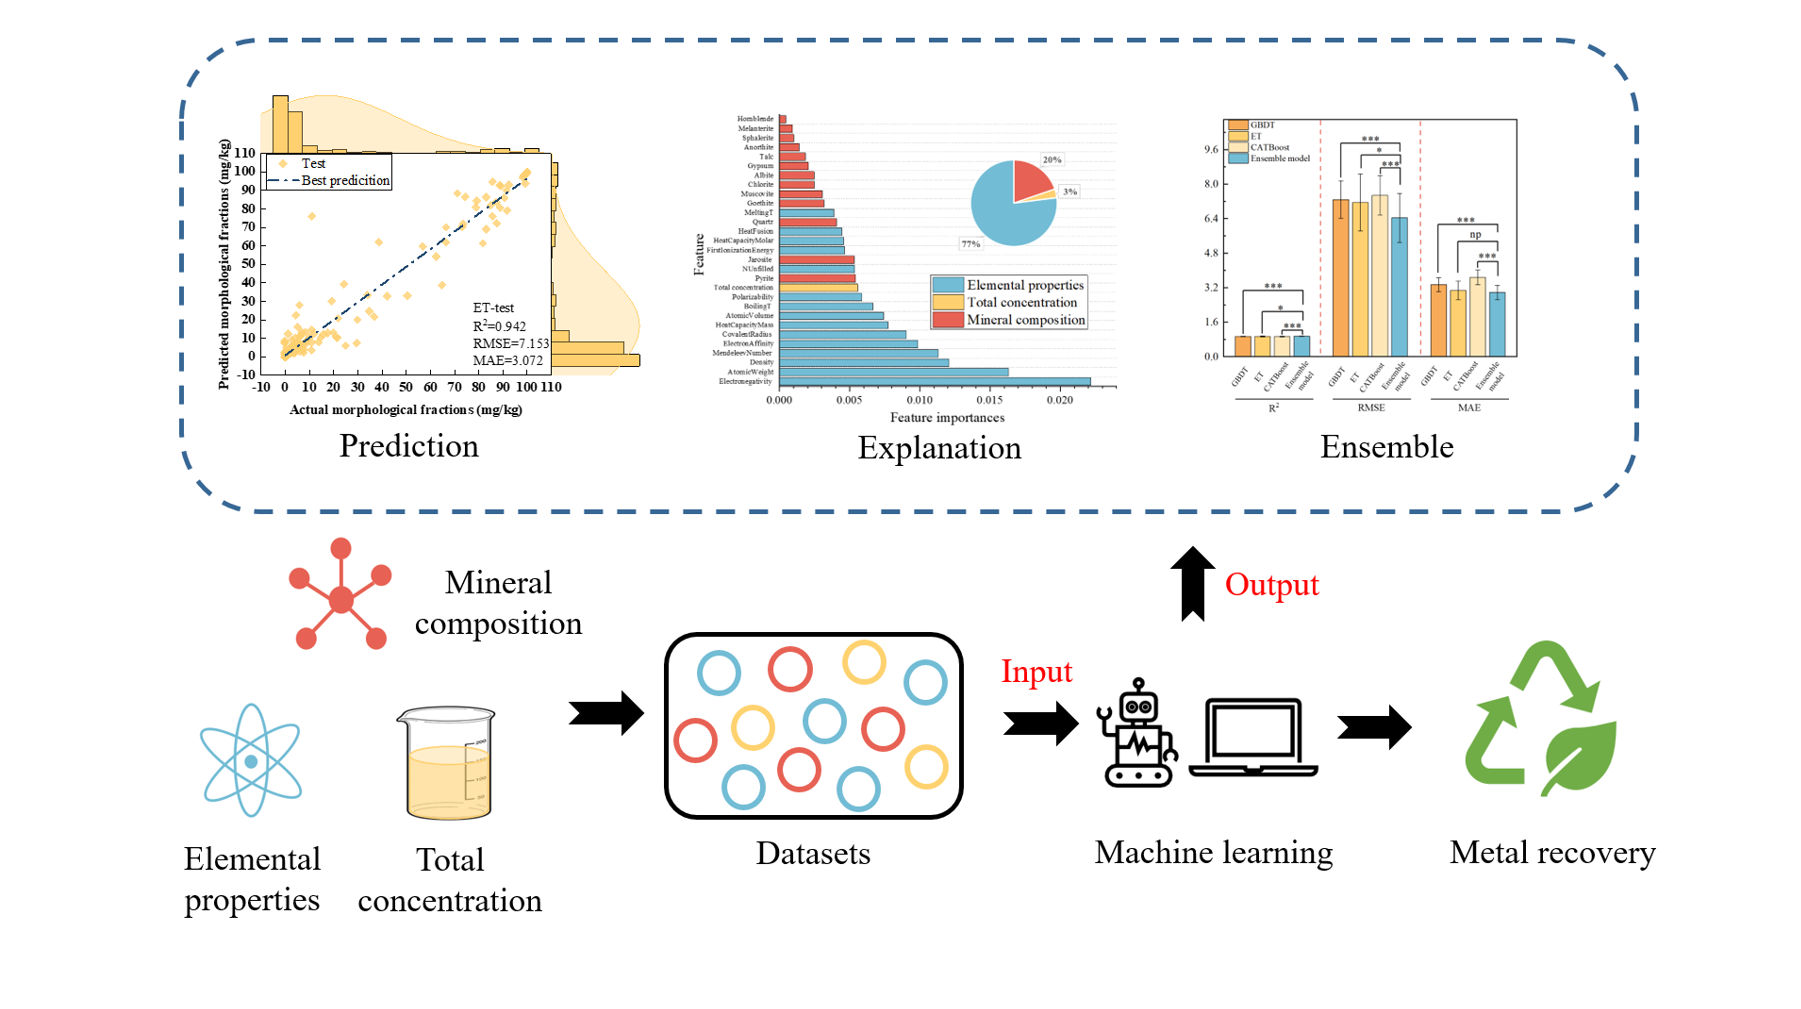 Predicted morphological fractions (mg/kg)
110
100
90
80
70
60
50
40
30
20
10
0
-10
Test
Best predicition
ET-test
R²=0.942
RMSE=7.153
MAE=3.072
-10 0 10 20 30 40 50 60 70 80 90 100 110
Actual morphological fractions (mg/kg)
Prediction
Feature
Hornblende
Melanterite
Sphalerite
Anorthite
Talc
Gypsum
Albite
Chlorite
Muscovite
Goethite
MeltingT
Quartz
HeatFusion
HeatCapacityMolar
FirstIonizationEnergy
Jarosite
NUnfilled
Pyrite
Total concentration
Polarizability
BoilingT
AtomicVolume
HeatCapacityMass
CovalentRadius
ElectronAffinity
MendeleevNumber
Density
AtomicWeight
Electronegativity
20%
3%
77%
Elemental properties
Total concentration
Mineral composition
0.000 0.005 0.010 0.015 0.020
Feature importances
Explanation
GBDT
ET
CATBoost
Ensemble model
9.6
8.0
6.4
4.8
3.2
1.6
0.0
***
*
***
***
*
***
***
np
***
GBDT ET CATBoost Ensemble model
GBDT ET CATBoost Ensemble model
GBDT ET CATBoost Ensemble model
R² RMSE MAE
Ensemble
Mineral
composition
Output
Input
200
100
50
Elemental
properties
Total
concentration
Datasets
Machine learning
Metal recovery